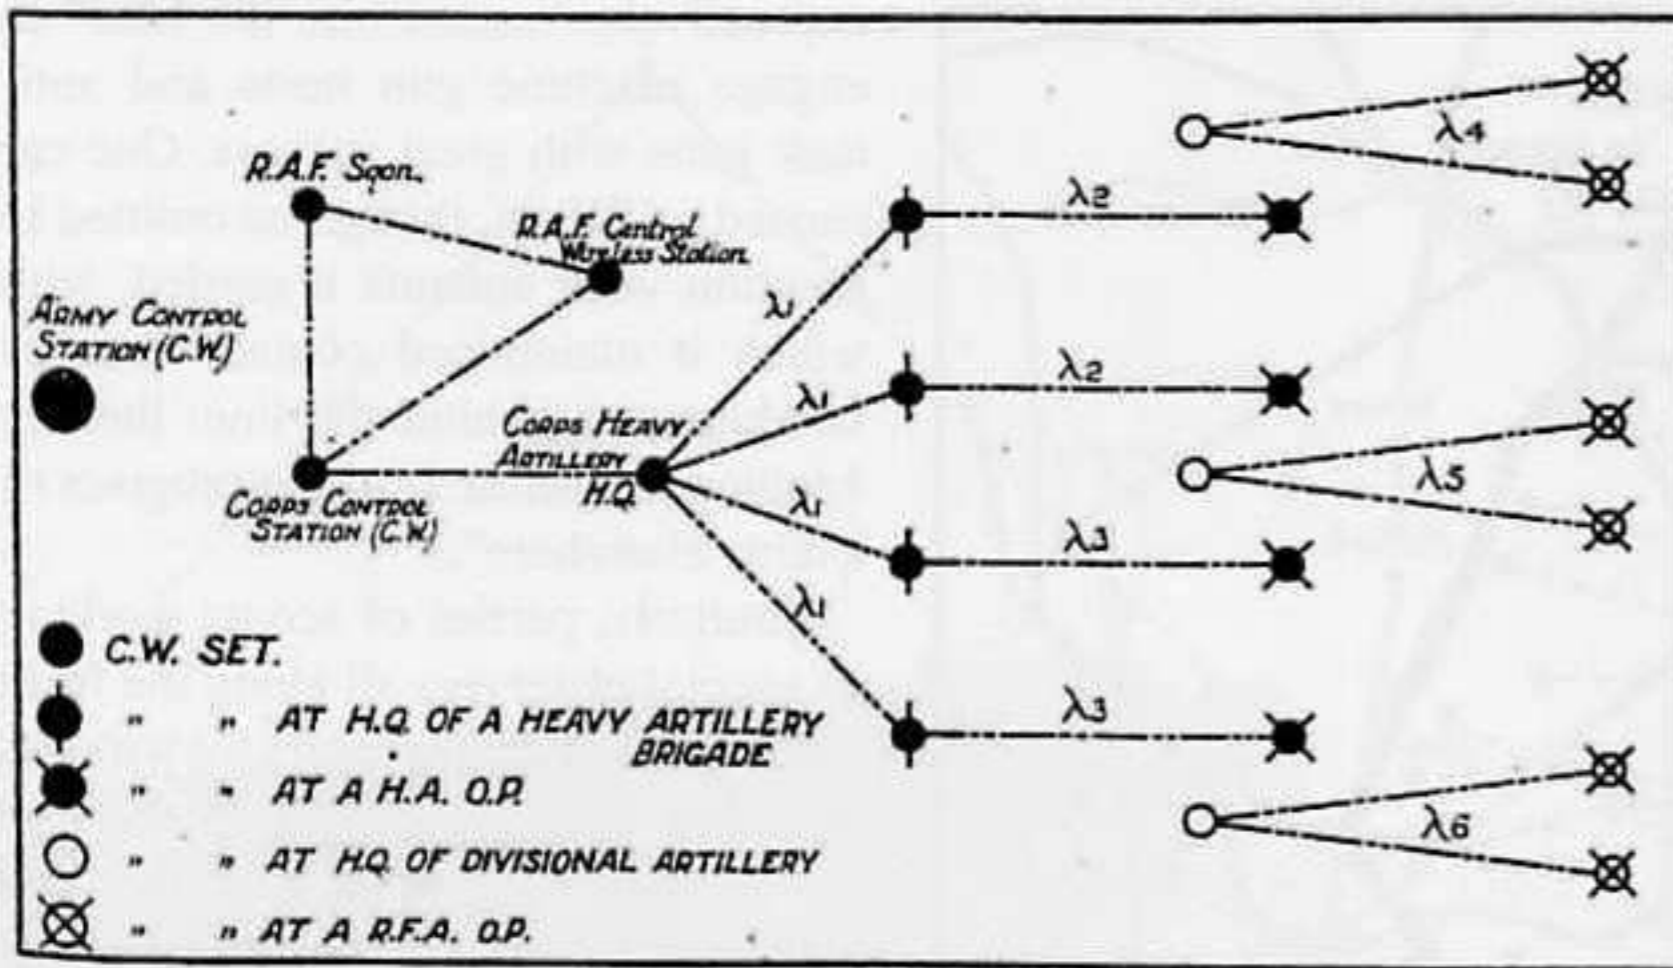 R.A.F. Sqon.
R.A.F. Central
Wireless Station
ARMY CONTROL
STATION (C.W.)
CORPS HEAVY
ARTILLERY
H.Q.
CORPS CONTROL
STATION (C.W.)
λ1
λ1
λ1
λ1
λ2
λ2
λ3
λ3
λ4
λ5
λ6
C.W. SET.
" " AT H.Q. OF A HEAVY ARTILLERY
BRIGADE
" " AT A H.A. O.P.
" " AT H.Q. OF DIVISIONAL ARTILLERY
" " AT A R.F.A. O.P.